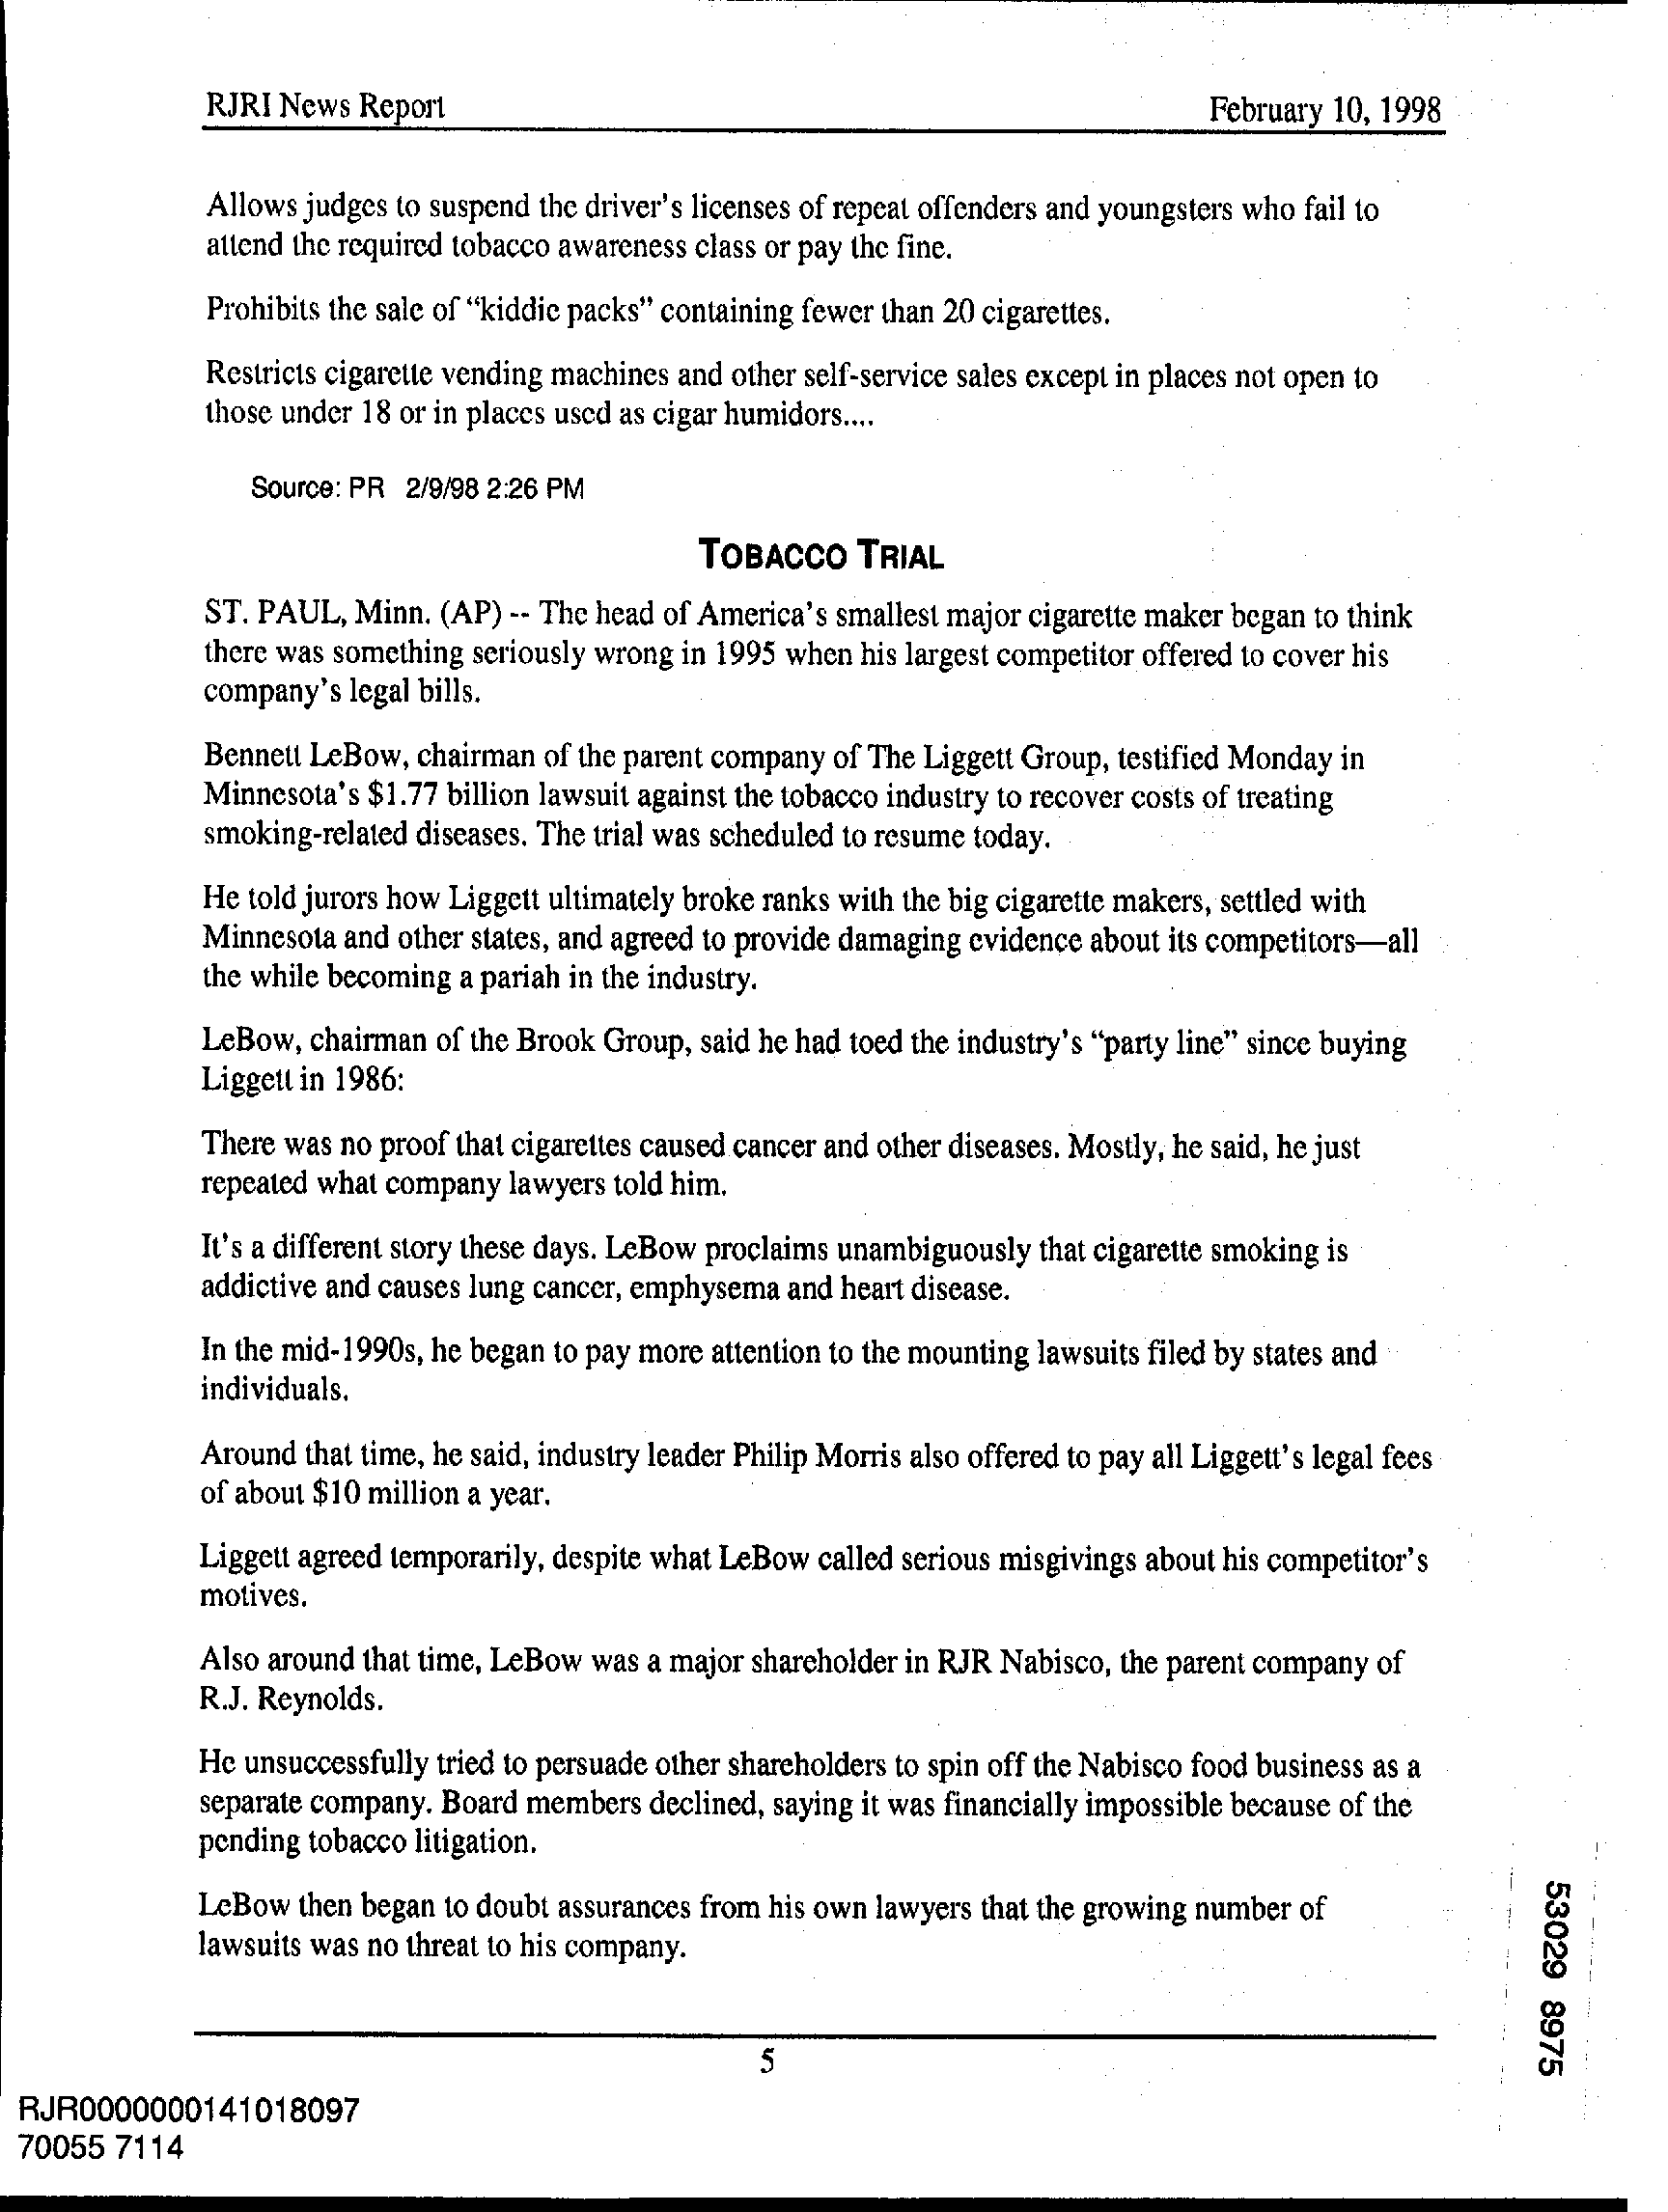 RJRI News Report
February 10, 1998
Allows judges to suspend the driver's licenses of repeat offenders and youngsters who fail to
attend the required tobacco awareness class or pay the fine.
Prohibits the sale of “kiddie packs” containing fewer than 20 cigarettes.
Restricts cigarette vending machines and other self-service sales except in places not open to
those under 18 or in places used as cigar humidors....
Source: PR 2/9/98 2:26 PM
TOBACCO TRIAL
ST. PAUL, Minn. (AP) -- The head of America's smallest major cigarette maker began to think
there was something seriously wrong in 1995 when his largest competitor offered to cover his
company's legal bills.
Bennett LeBow, chairman of the parent company of The Liggett Group, testified Monday in
Minnesota's $1.77 billion lawsuit against the tobacco industry to recover costs of treating
smoking-related diseases. The trial was scheduled to resume today.
He told jurors how Liggett ultimately broke ranks with the big cigarette makers, settled with
Minnesota and other states, and agreed to provide damaging evidence about its competitors—all
the while becoming a pariah in the industry.
LeBow, chairman of the Brook Group, said he had toed the industry's “party line” since buying
Liggett in 1986:
There was no proof that cigarettes caused cancer and other diseases. Mostly, he said, he just
repeated what company lawyers told him.
It's a different story these days. LeBow proclaims unambiguously that cigarette smoking is
addictive and causes lung cancer, emphysema and heart disease.
In the mid-1990s, he began to pay more attention to the mounting lawsuits filed by states and
individuals.
Around that time, he said, industry leader Philip Morris also offered to pay all Liggett's legal fees
of about $10 million a year.
Liggett agreed temporarily, despite what LeBow called serious misgivings about his competitor's
motives.
Also around that time, LeBow was a major shareholder in RJR Nabisco, the parent company of
R.J. Reynolds.
He unsuccessfully tried to persuade other shareholders to spin off the Nabisco food business as a
separate company. Board members declined, saying it was financially impossible because of the
pending tobacco litigation.
LeBow then began to doubt assurances from his own lawyers that the growing number of
lawsuits was no threat to his company.
53029 8975
5
RJR0000000141018097
70055 7114